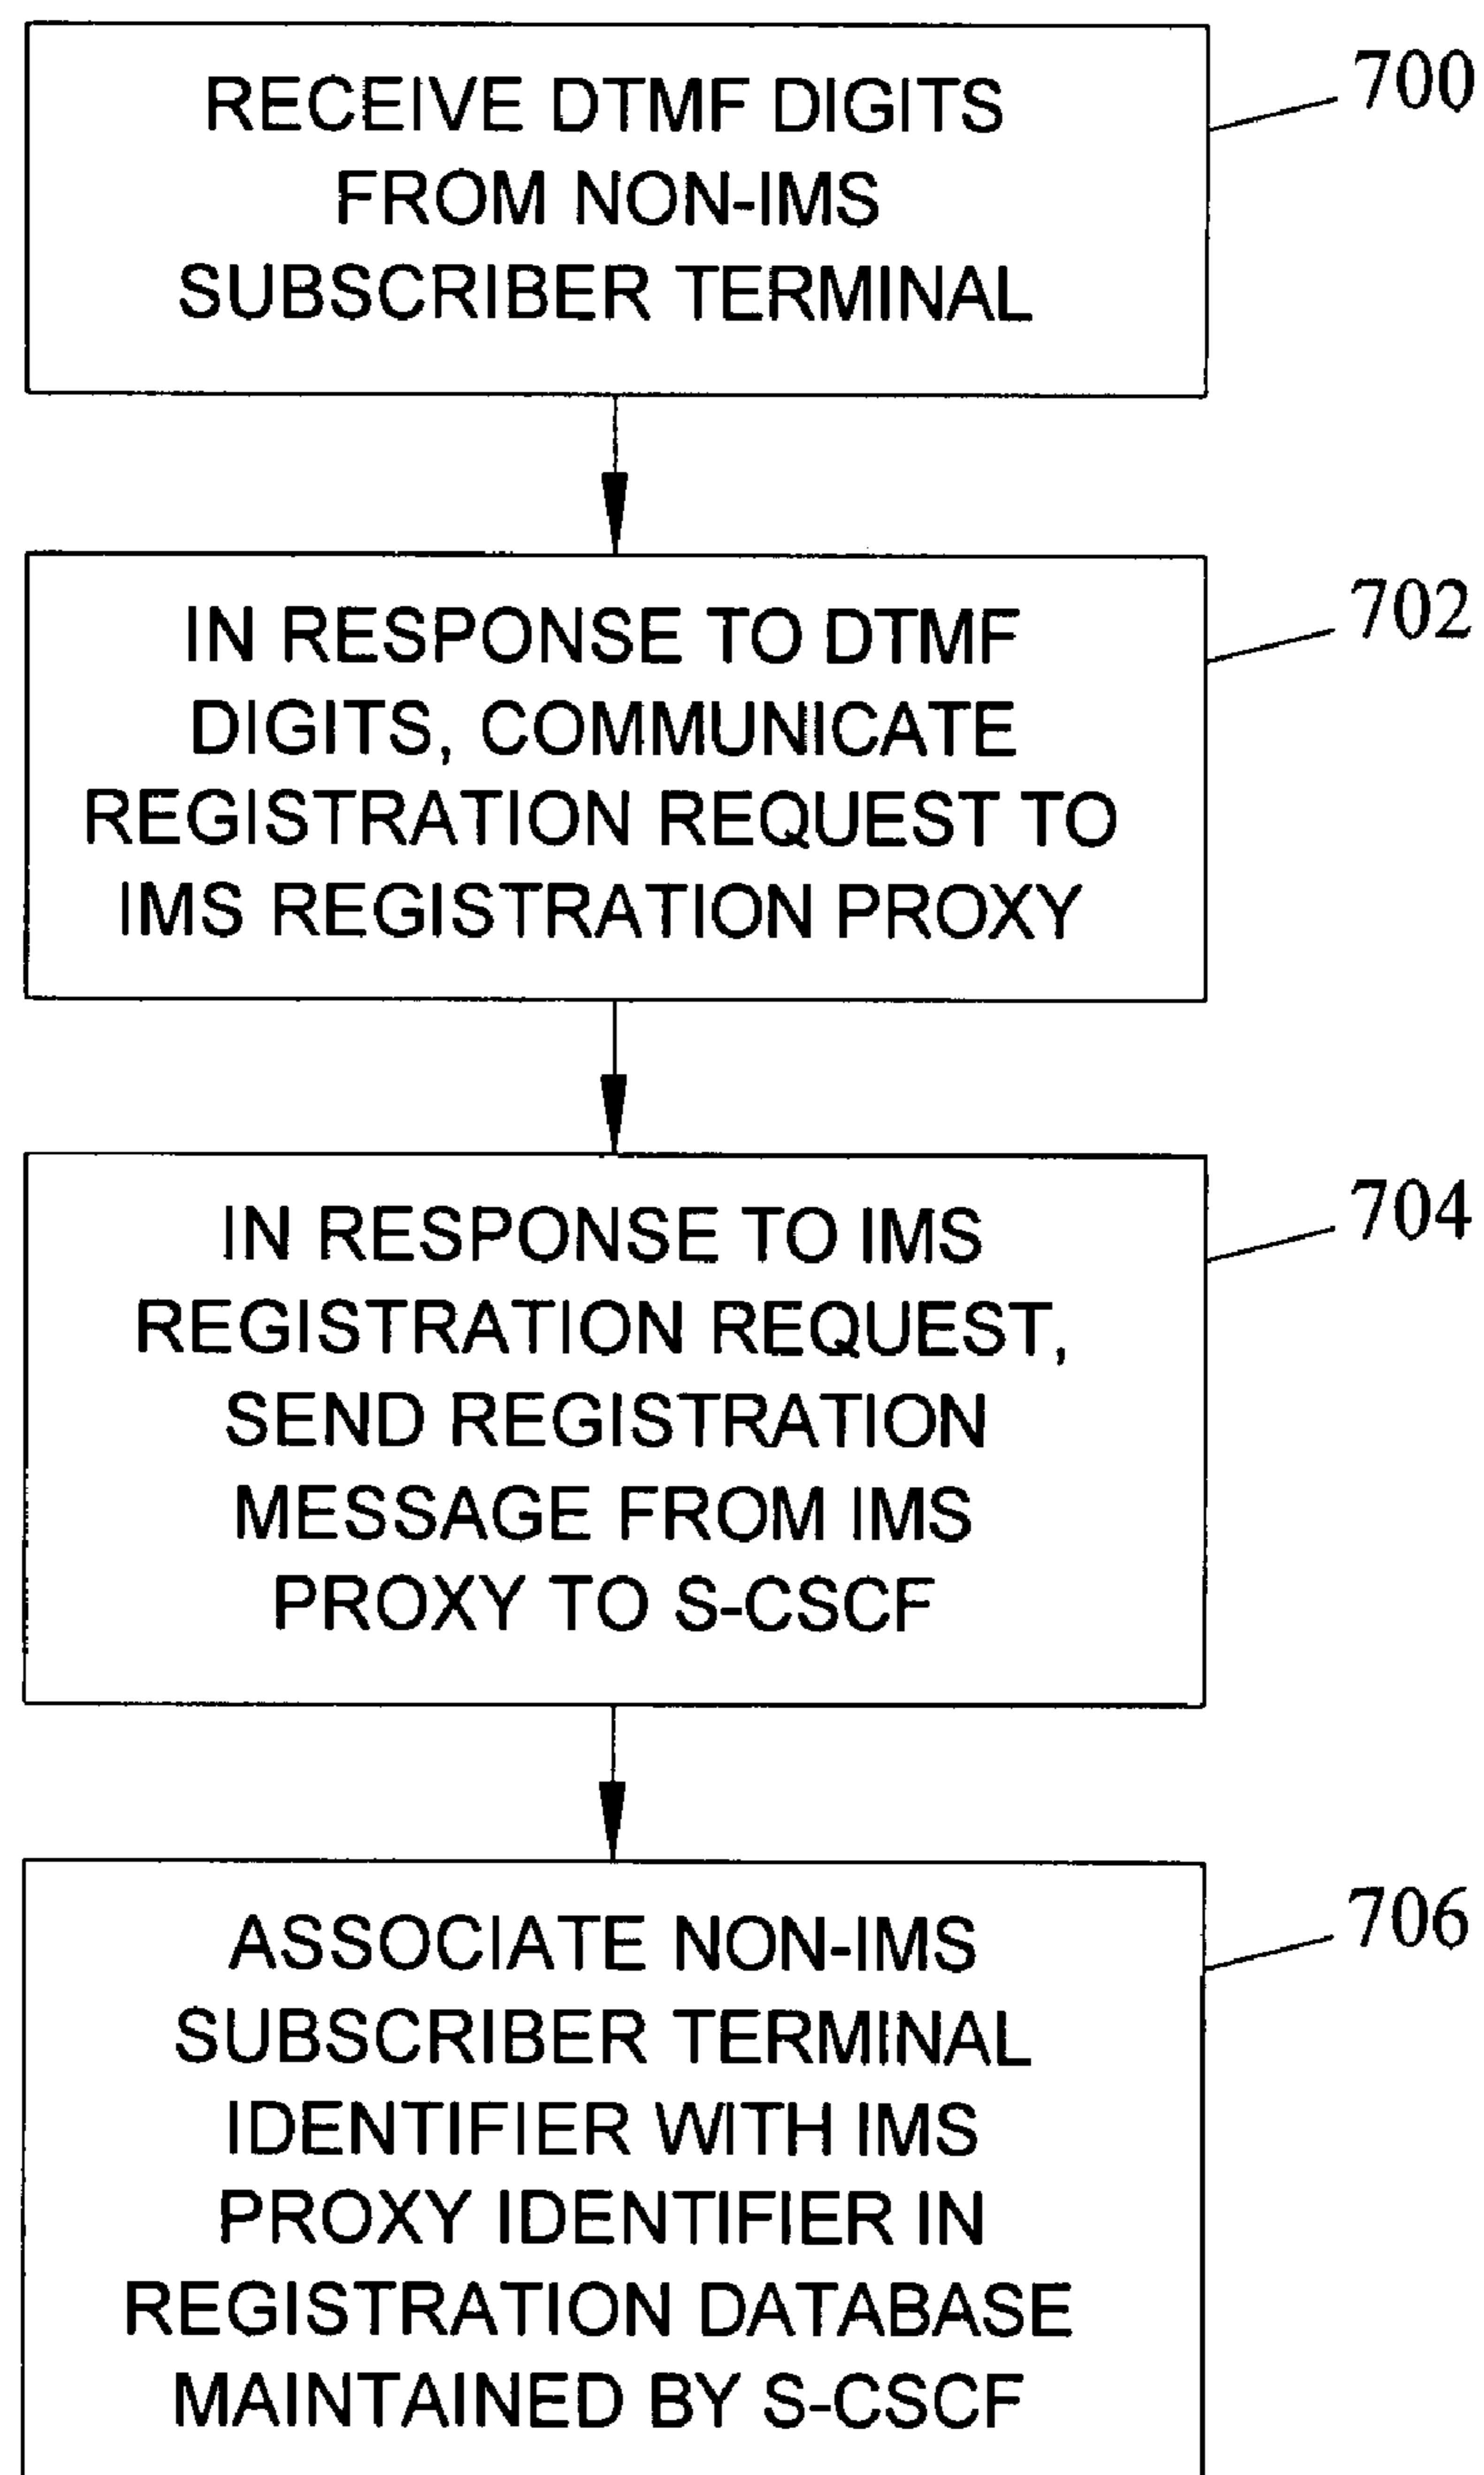 RECEIVE DTMF DIGITS
FROM NON-IMS
SUBSCRIBER TERMINAL
700
IN RESPONSE TO DTMF
DIGITS, COMMUNICATE
REGISTRATION REQUEST TO
IMS REGISTRATION PROXY
702
IN RESPONSE TO IMS
REGISTRATION REQUEST,
SEND REGISTRATION
MESSAGE FROM IMS
PROXY TO S-CSCF
704
ASSOCIATE NON-IMS
SUBSCRIBER TERMINAL
IDENTIFIER WITH IMS
PROXY IDENTIFIER IN
REGISTRATION DATABASE
MAINTAINED BY S-CSCF
706